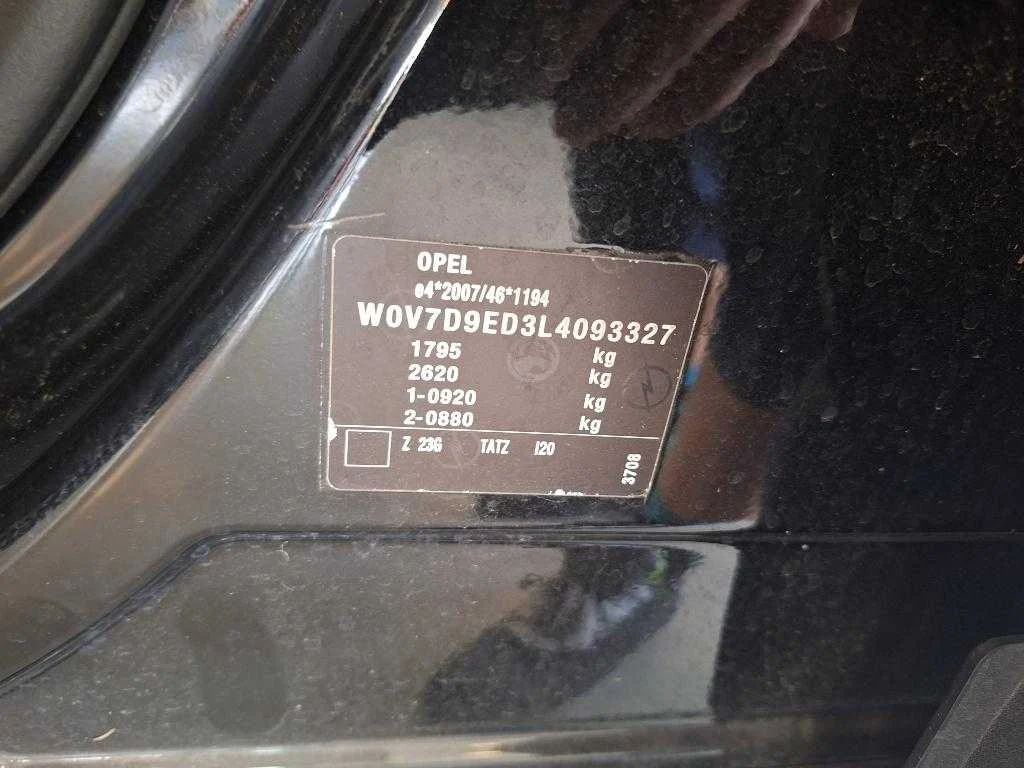 OPEL
e4*2007/46*1194
W0V7D9ED3L4093327
1795 kg
2620 kg
1-0920 kg
2-0880 kg
Z 23G TATZ I20
3708